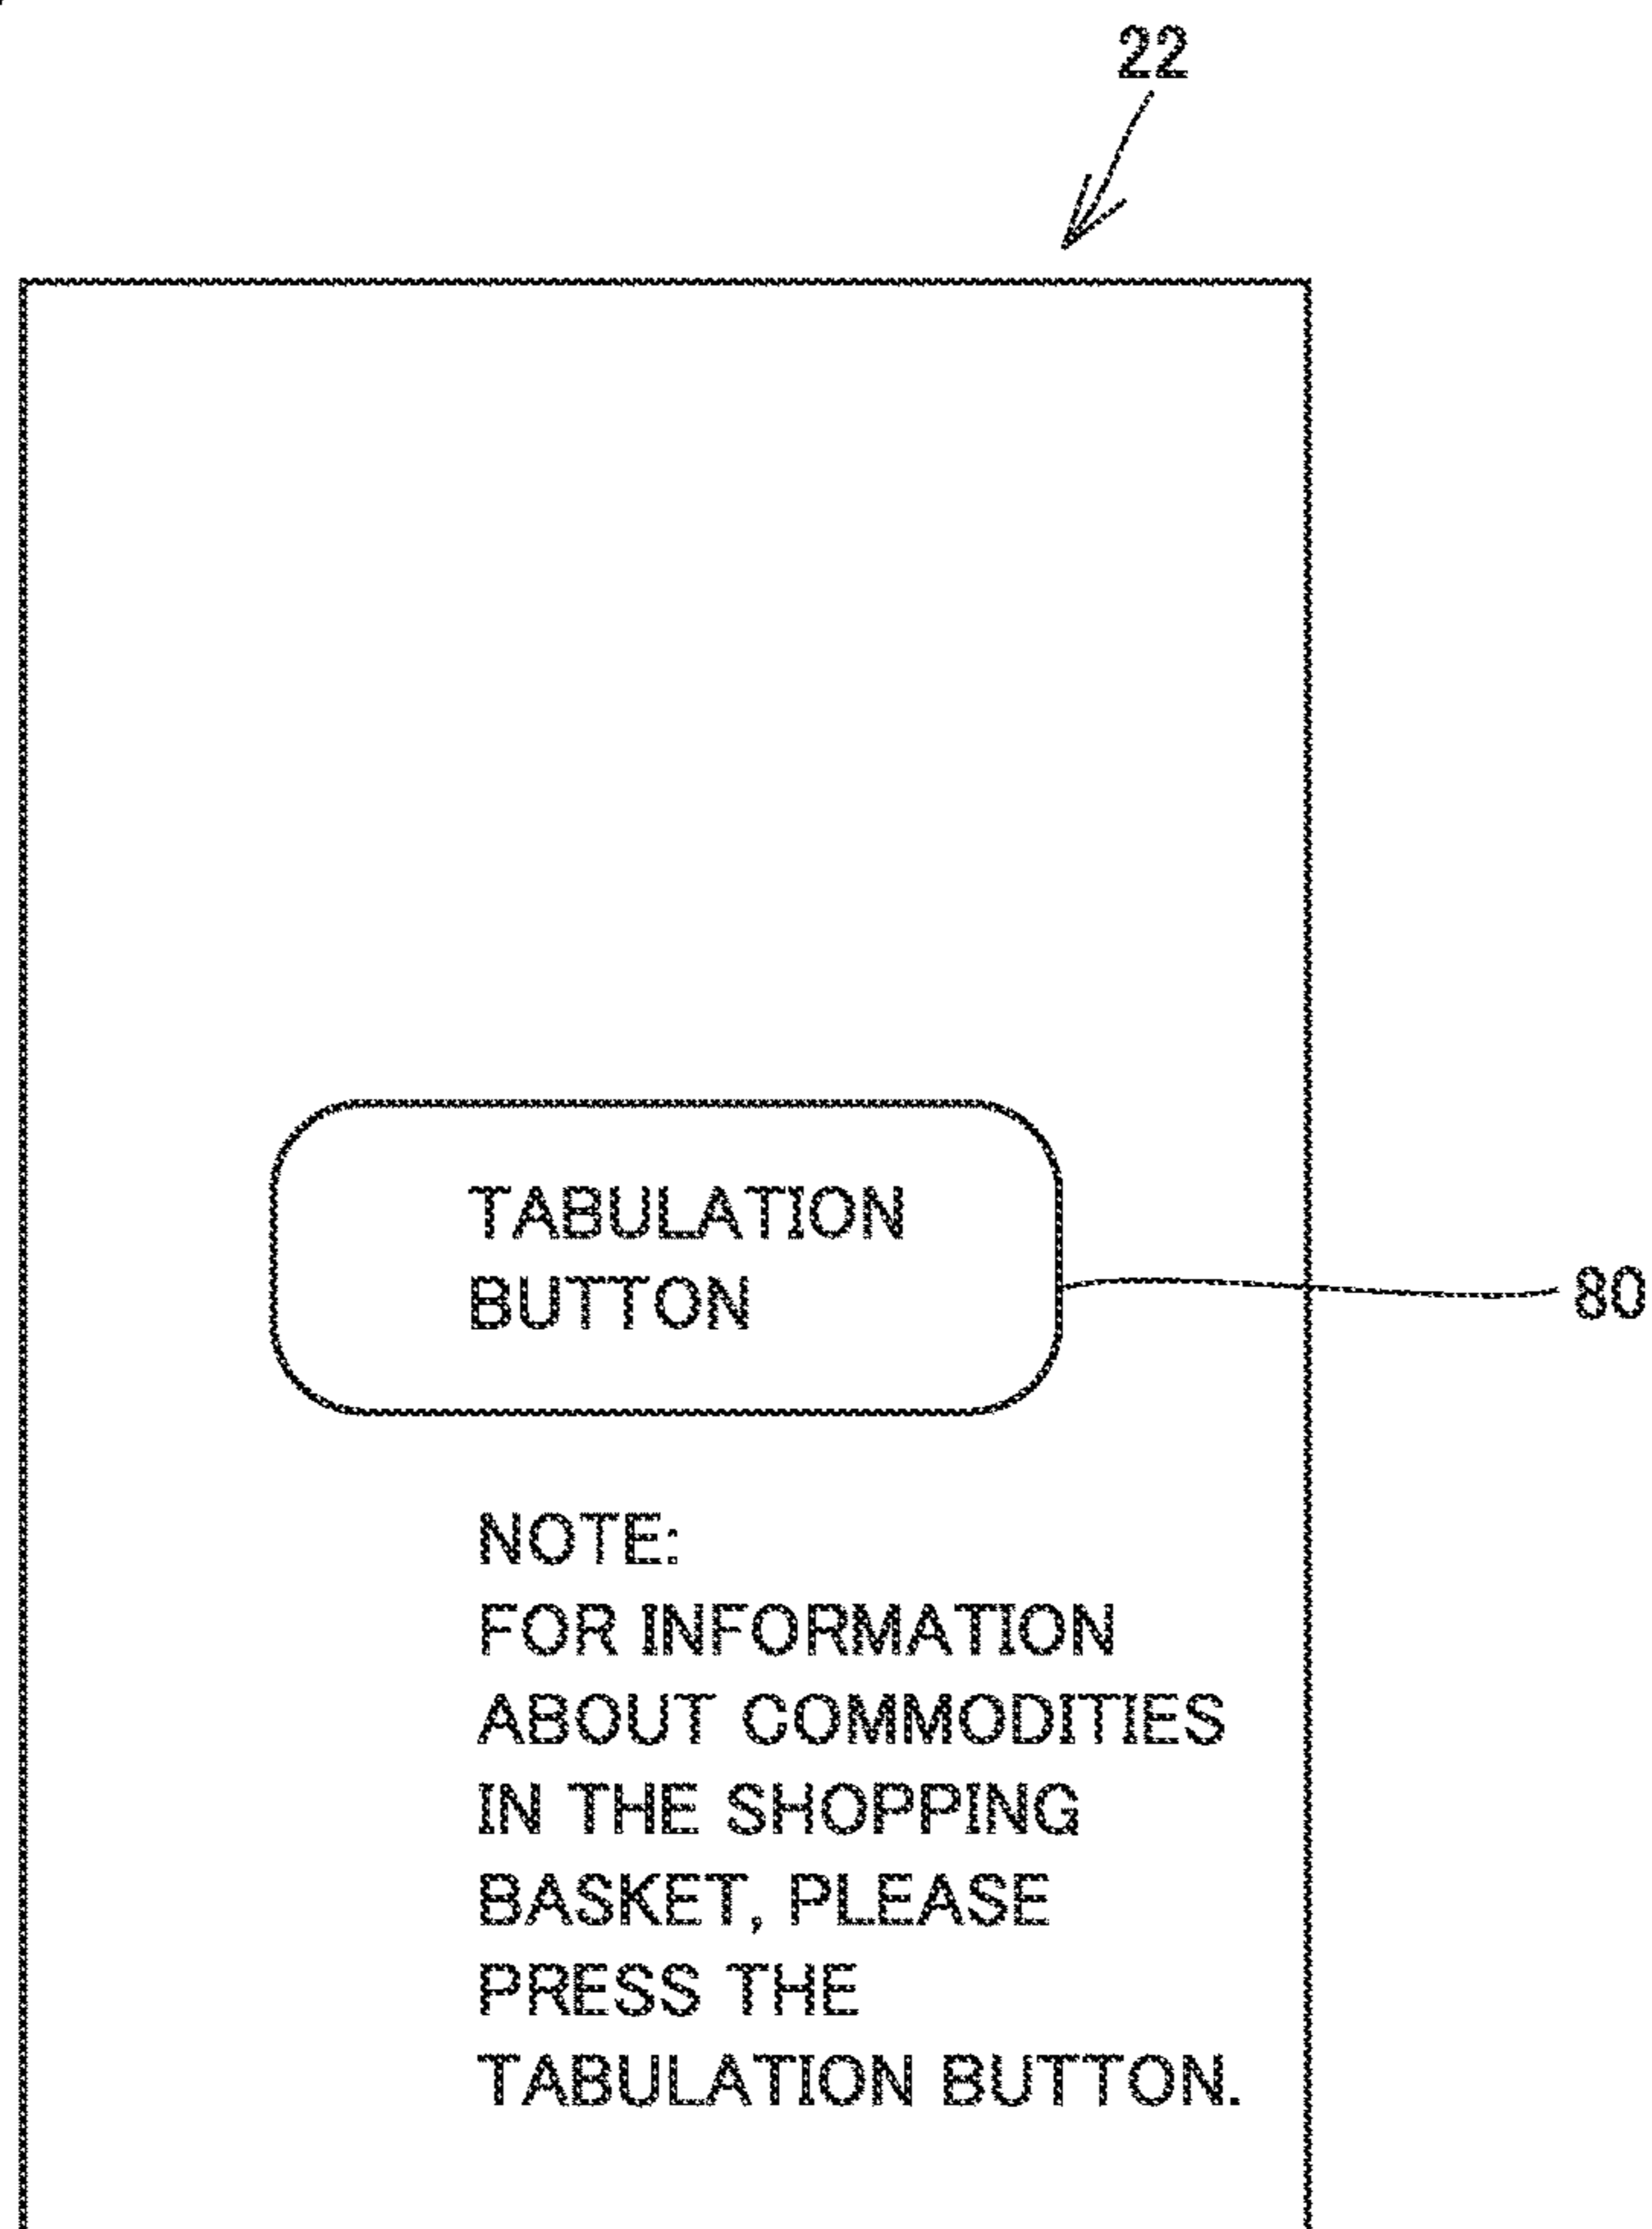 22
TABULATION
BUTTON
80
NOTE:
FOR INFORMATION
ABOUT COMMODITIES
IN THE SHOPPING
BASKET, PLEASE
PRESS THE
TABULATION BUTTON.